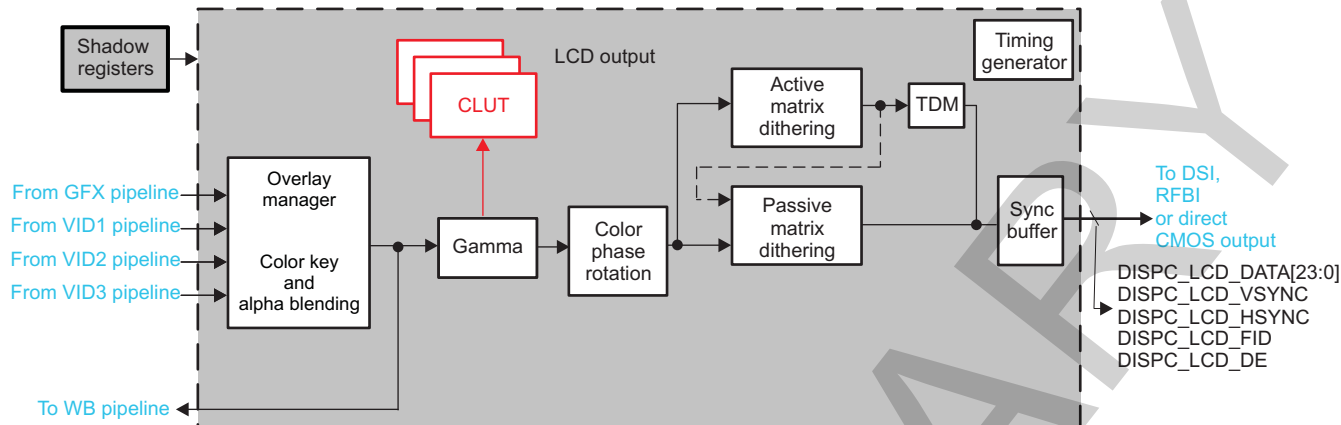 Shadow
registers
LCD output
Timing
generator
CLUT
Active
matrix
dithering
TDM
From GFX pipeline
From VID1 pipeline
From VID2 pipeline
From VID3 pipeline
Overlay
manager
Color key
and
alpha blending
Gamma
Color
phase
rotation
Passive
matrix
dithering
Sync
buffer
To DSI,
RFBI
or direct
CMOS output
DISPC_LCD_DATA[23:0]
DISPC_LCD_VSYNC
DISPC_LCD_HSYNC
DISPC_LCD_FID
DISPC_LCD_DE
To WB pipeline
ARY